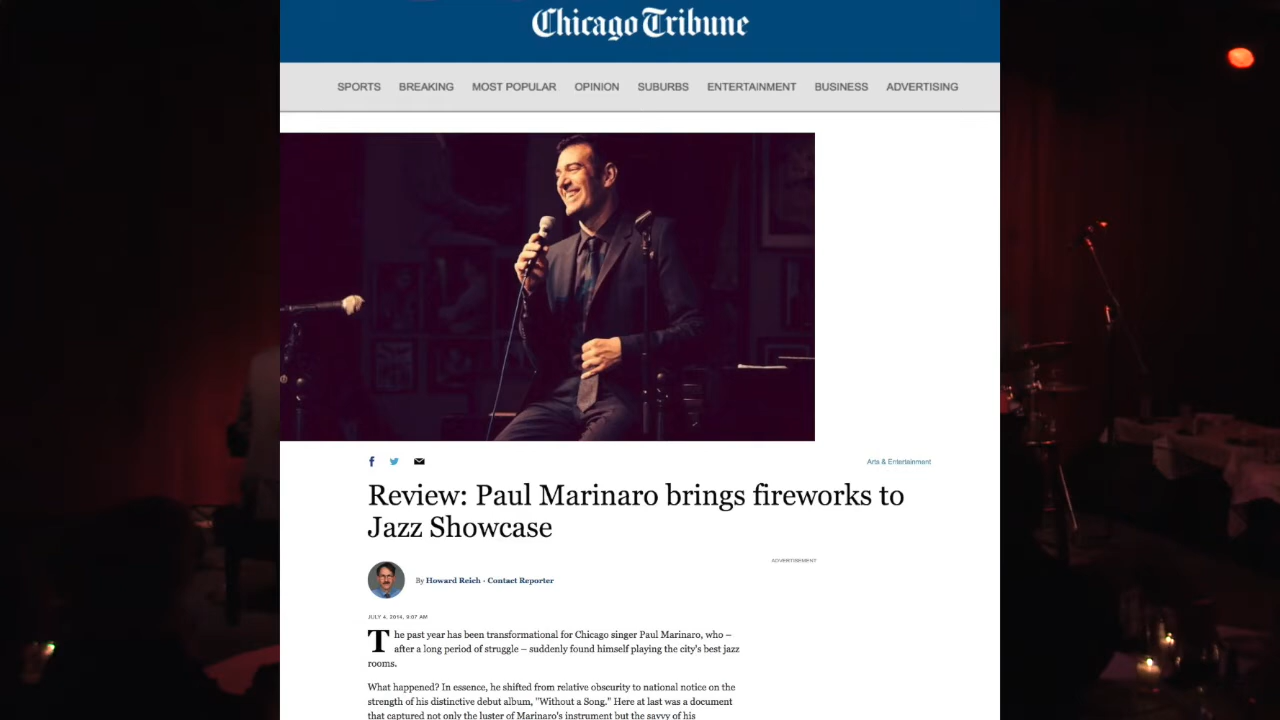 Chicago Tribune
SPORTS BREAKING MOST POPULAR OPINION SUBURBS ENTERTAINMENT BUSINESS ADVERTISING
Arts & Entertainment
Review: Paul Marinaro brings fireworks to
Jazz Showcase
ADVERTISEMENT
By Howard Reich · Contact Reporter
JULY 4, 2014, 9:07 AM
The past year has been transformational for Chicago singer Paul Marinaro, who –
after a long period of struggle – suddenly found himself playing the city's best jazz
rooms.
What happened? In essence, he shifted from relative obscurity to national notice on the
strength of his distinctive debut album, "Without a Song." Here at last was a document
that captured not only the luster of Marinaro's instrument but the savvy of his